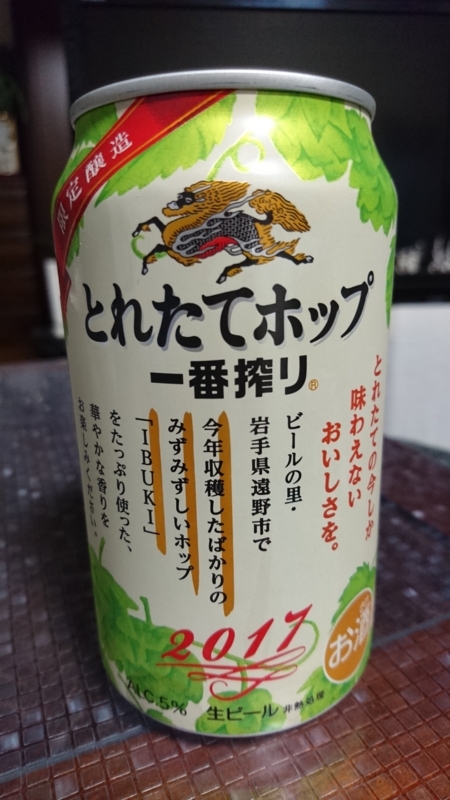 限定醸造
とれたてホップ
一番搾り®
とれたての今しか
味わえない
おいしさを。
ビールの里・
岩手県遠野市で
今年収穫したばかりの
みずみずしいホップ
「IBUKI」
をたっぷり使った、
華やかな香りを
お楽しみください。
2017
お酒
ALC.5% 生ビール 非熱処理